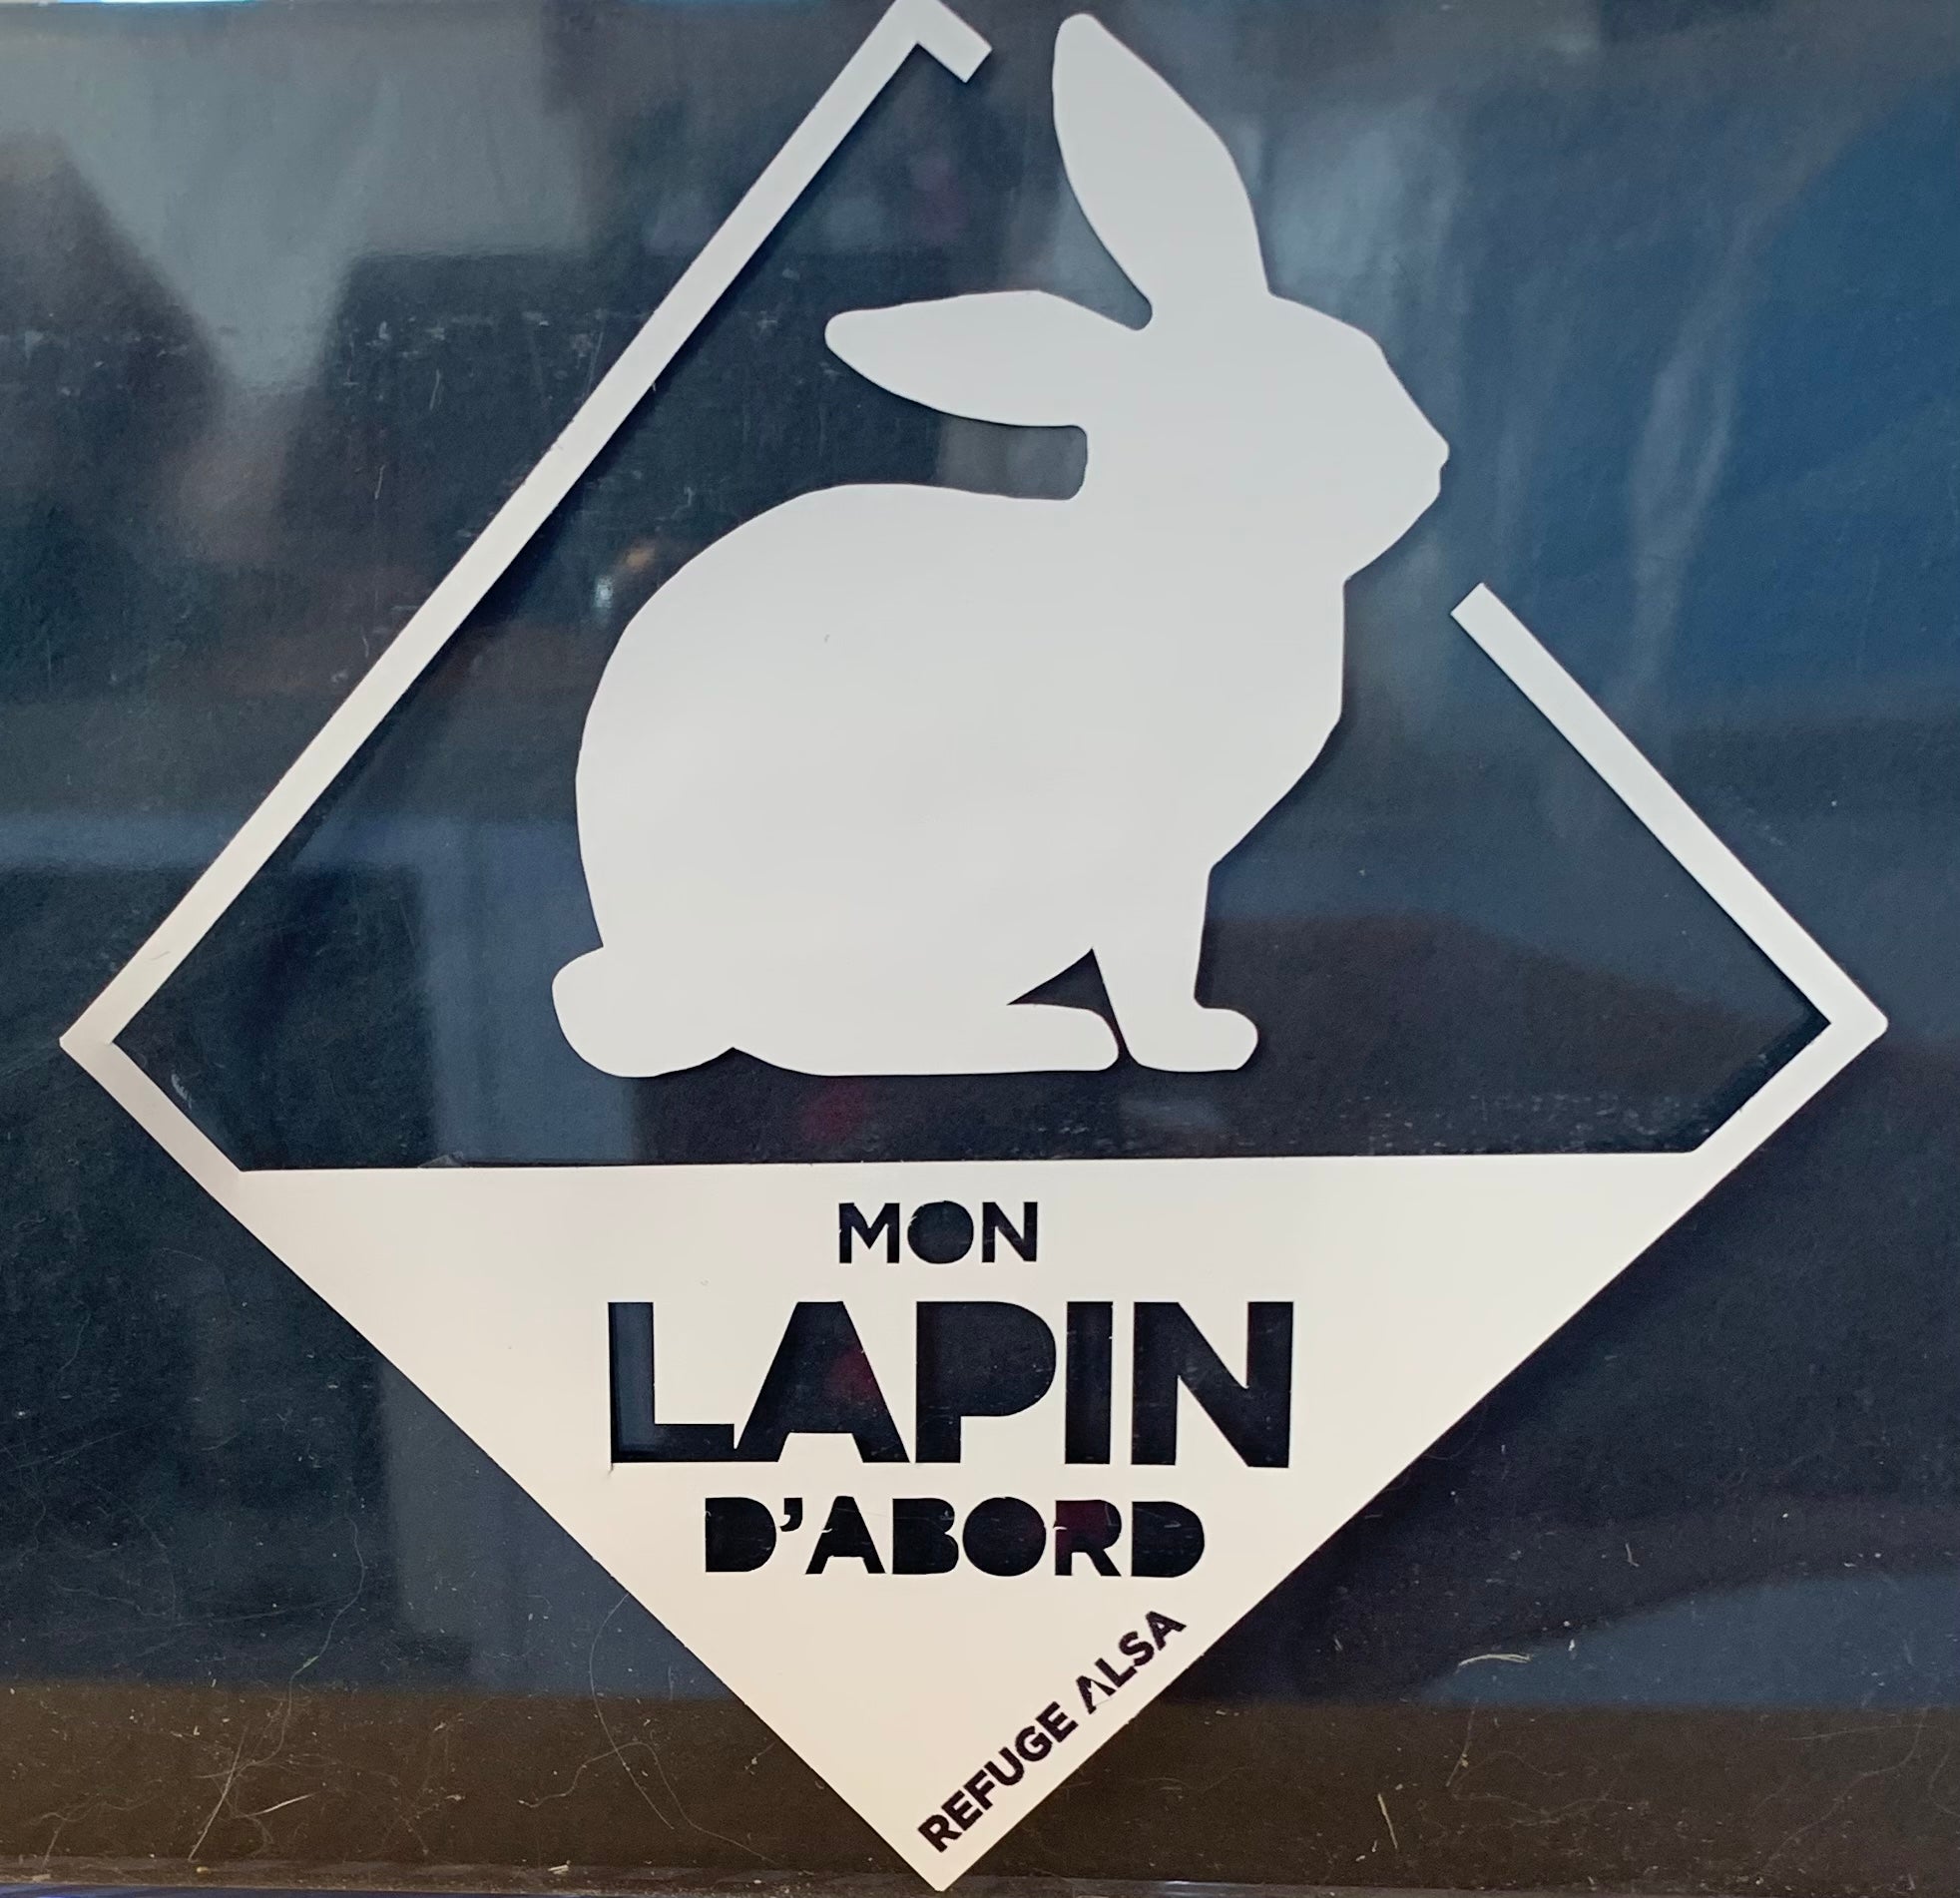 MON
LAPIN
D'ABORD
REFUGE ALSA